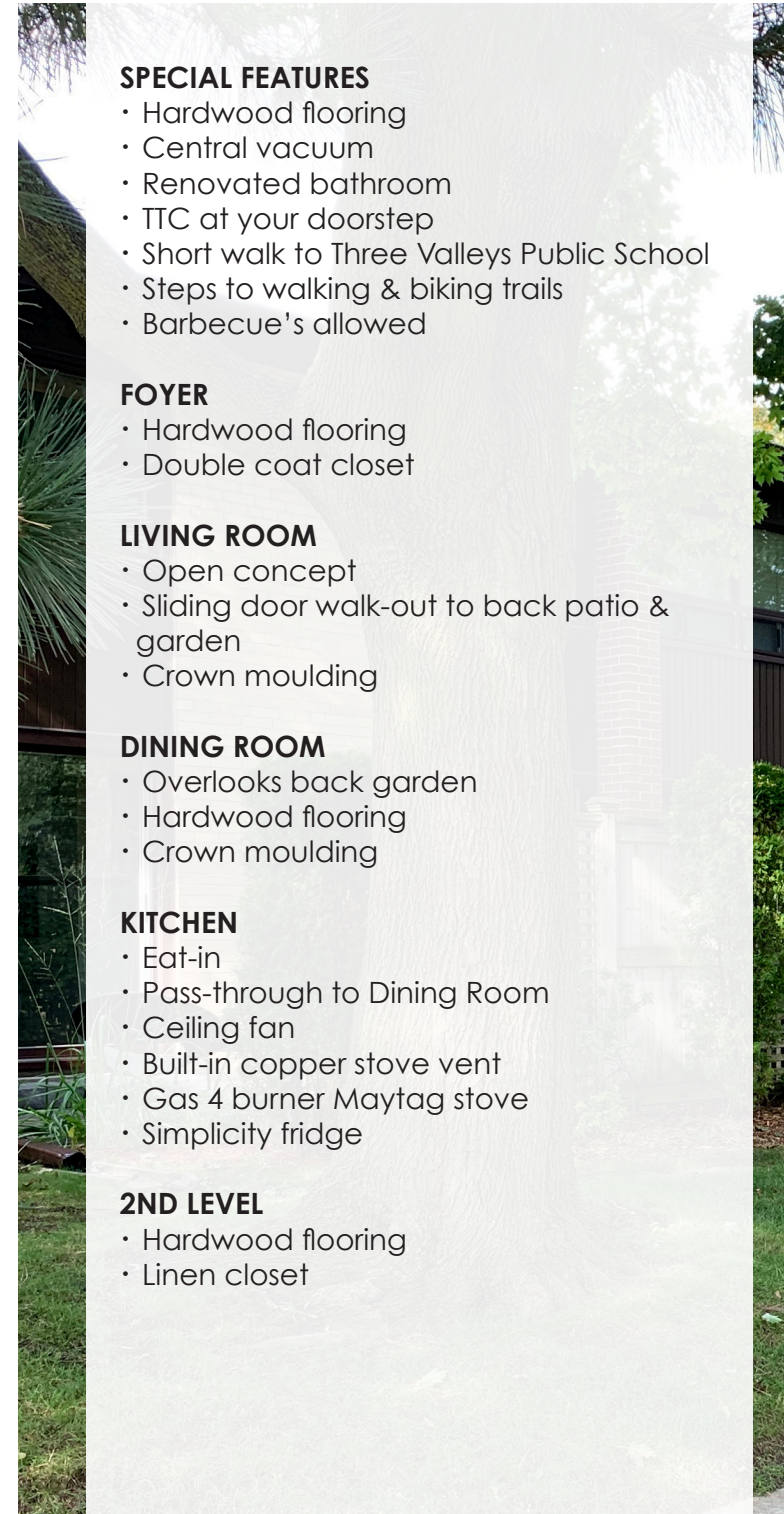 SPECIAL FEATURES
· Hardwood flooring
· Central vacuum
· Renovated bathroom
· TTC at your doorstep
· Short walk to Three Valleys Public School
· Steps to walking & biking trails
· Barbecue’s allowed
FOYER
· Hardwood flooring
· Double coat closet
LIVING ROOM
· Open concept
· Sliding door walk-out to back patio &
garden
· Crown moulding
DINING ROOM
· Overlooks back garden
· Hardwood flooring
· Crown moulding
KITCHEN
· Eat-in
· Pass-through to Dining Room
· Ceiling fan
· Built-in copper stove vent
· Gas 4 burner Maytag stove
· Simplicity fridge
2ND LEVEL
· Hardwood flooring
· Linen closet